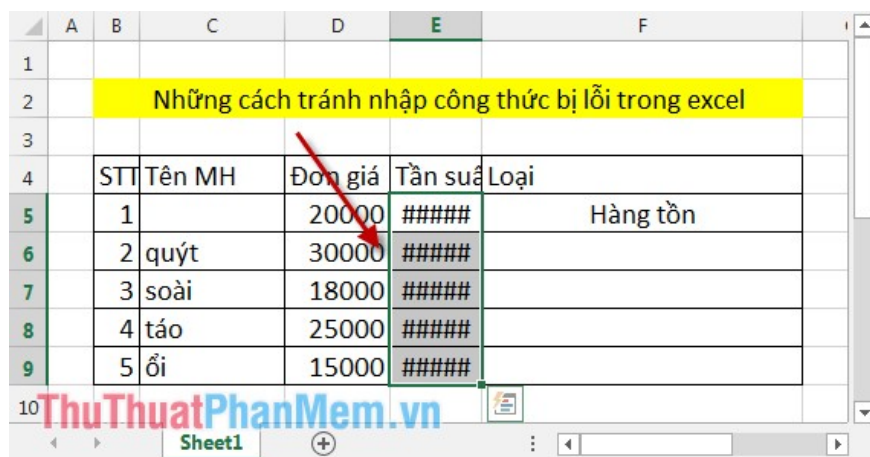 A B C D E F
1
2 Những cách tránh nhập công thức bị lỗi trong excel
3
4 STT Tên MH Đơn giá Tần suấ Loại
5 1 20000 ##### Hàng tồn
6 2 quýt 30000 #####
7 3 soài 18000 #####
8 4 táo 25000 #####
9 5 ổi 15000 #####
10 ThuThuatPhanMem.vn
Sheet1